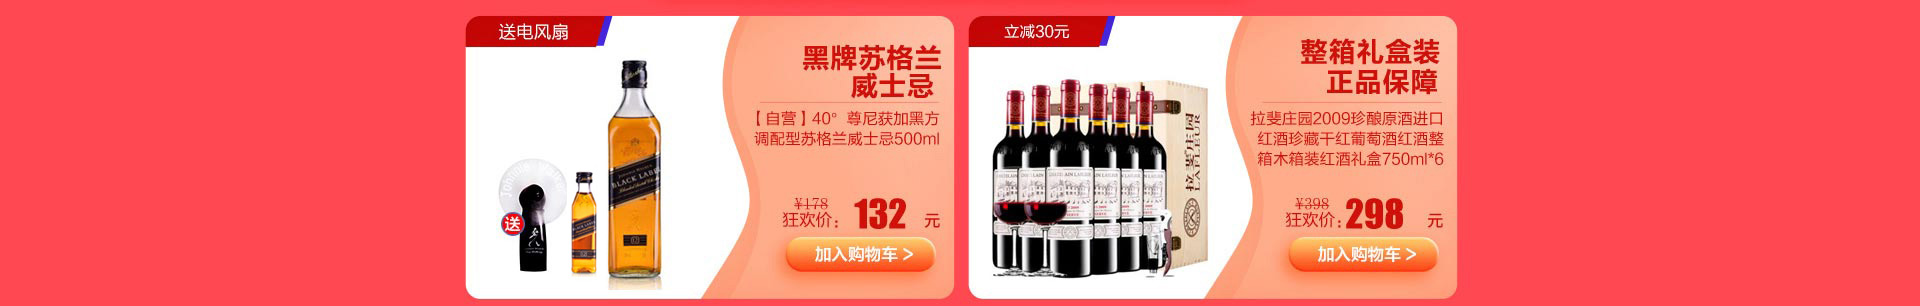 送电风扇
黑牌苏格兰
威士忌
【自营】40°尊尼获加黑方
调配型苏格兰威士忌500ml
¥178
狂欢价：132 元
加入购物车 >
送
BLACK LABEL
立减30元
整箱礼盒装
正品保障
拉斐庄园2009珍酿原酒进口
红酒珍藏干红葡萄酒红酒整
箱木箱装红酒礼盒750ml*6
¥398
狂欢价：298 元
加入购物车 >
拉斐庄园
LAFLEUR